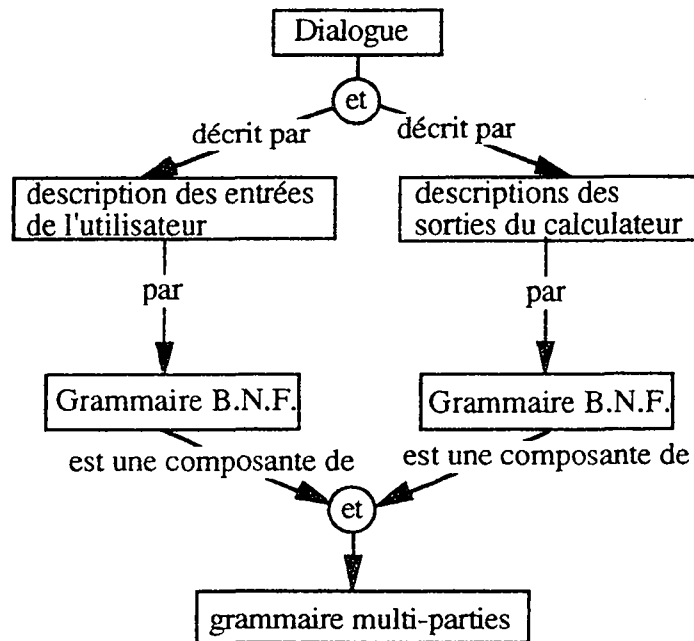 Dialogue
et
décrit par
décrit par
description des entrées
de l'utilisateur
descriptions des
sorties du calculateur
par
par
Grammaire B.N.F.
Grammaire B.N.F.
est une composante de
est une composante de
et
grammaire multi-parties